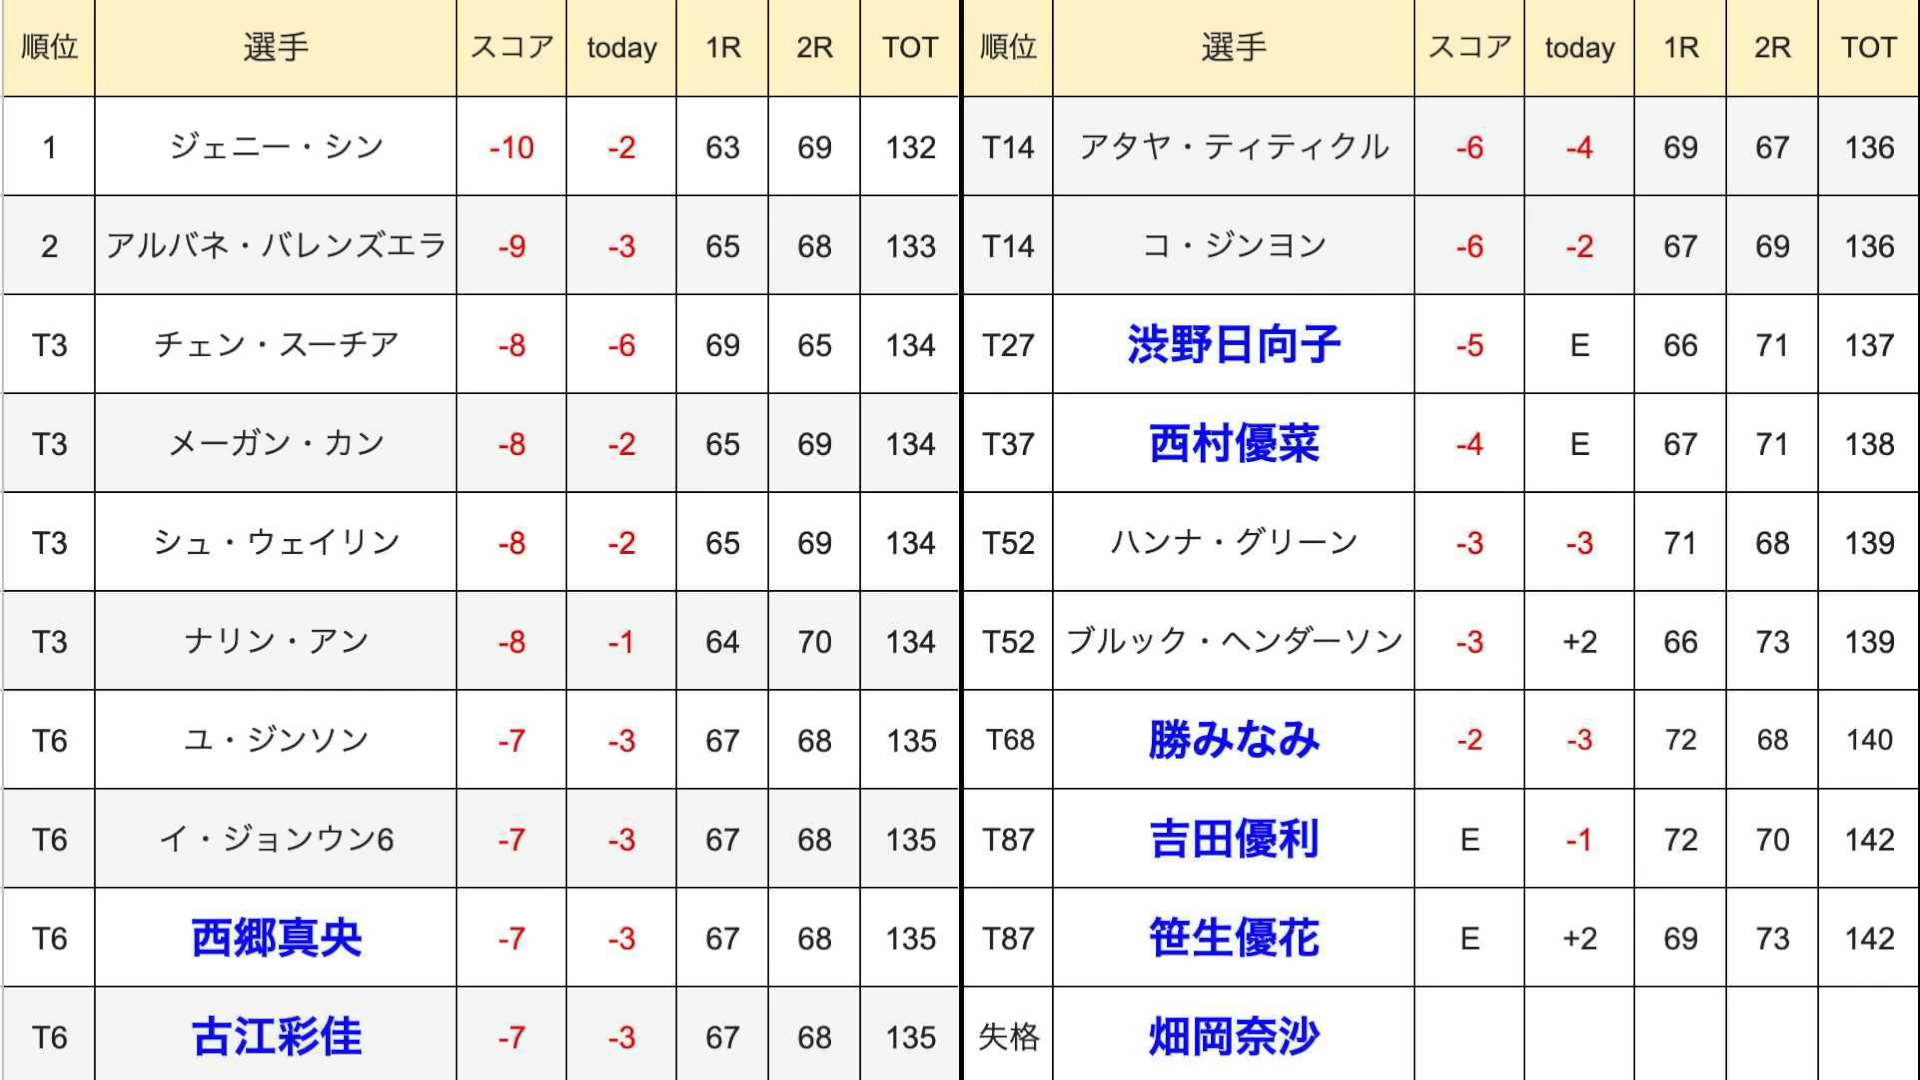 順位 選手 スコア today 1R 2R TOT
1 ジェニー・シン -10 -2 63 69 132
2 アルバネ・バレンズエラ -9 -3 65 68 133
T3 チェン・スーチア -8 -6 69 65 134
T3 メーガン・カン -8 -2 65 69 134
T3 シュ・ウェイリン -8 -2 65 69 134
T3 ナリン・アン -8 -1 64 70 134
T6 ユ・ジンソン -7 -3 67 68 135
T6 イ・ジョンウン6 -7 -3 67 68 135
T6 西郷真央 -7 -3 67 68 135
T6 古江彩佳 -7 -3 67 68 135
順位 選手 スコア today 1R 2R TOT
T14 アタヤ・ティティクル -6 -4 69 67 136
T14 コ・ジンヨン -6 -2 67 69 136
T27 渋野日向子 -5 E 66 71 137
T37 西村優菜 -4 E 67 71 138
T52 ハンナ・グリーン -3 -3 71 68 139
T52 ブルック・ヘンダーソン -3 +2 66 73 139
T68 勝みなみ -2 -3 72 68 140
T87 吉田優利 E -1 72 70 142
T87 笹生優花 E +2 69 73 142
失格 畑岡奈沙